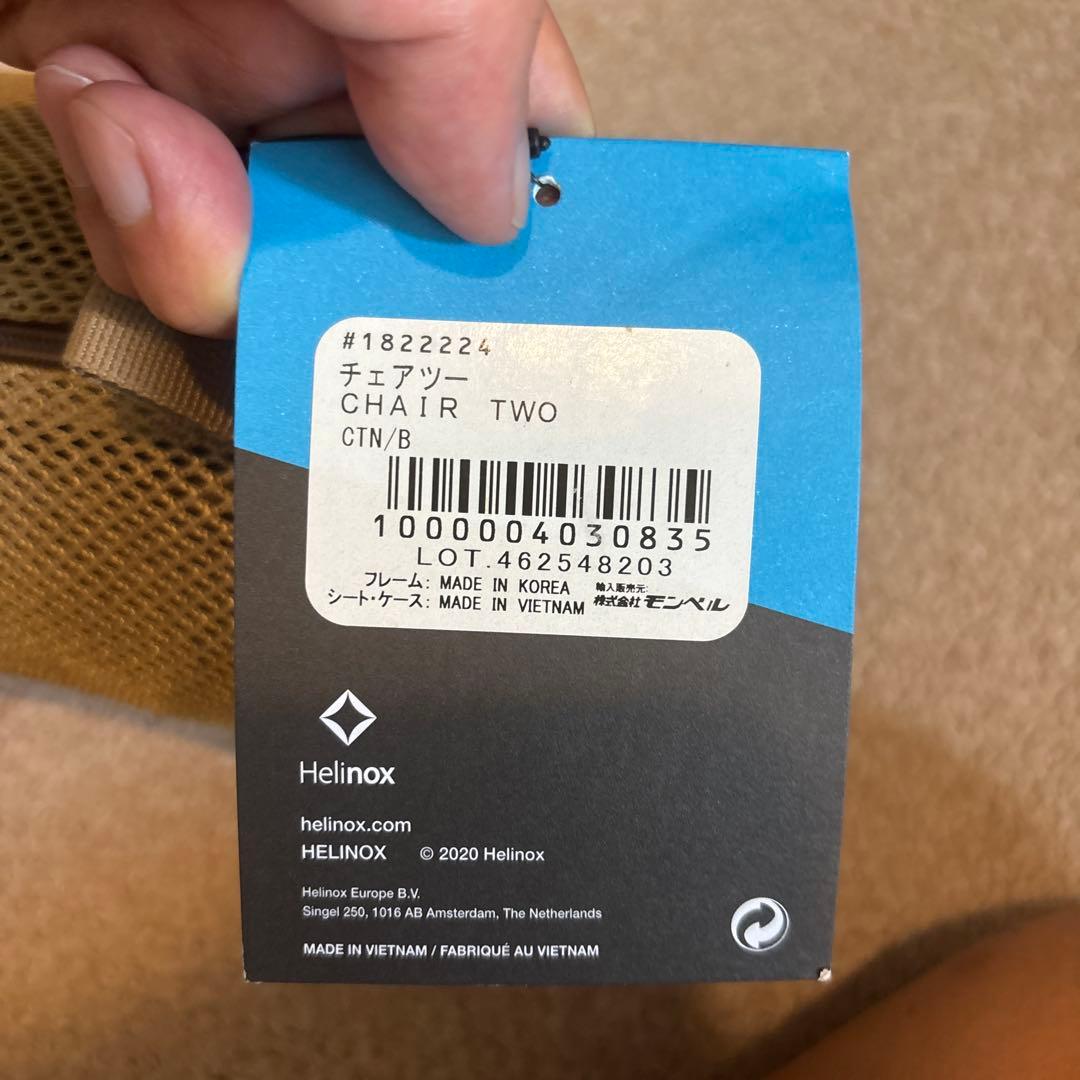 #1822224
チェアツー
CHAIR TWO
CTN/B
1000004030835
LOT.462548203
フレーム: MADE IN KOREA
シート・ケース: MADE IN VIETNAM
輸入販売元:
株式会社モンベル
Helinox
helinox.com
HELINOX © 2020 Helinox
Helinox Europe B.V.
Singel 250, 1016 AB Amsterdam, The Netherlands
MADE IN VIETNAM / FABRIQUÉ AU VIETNAM